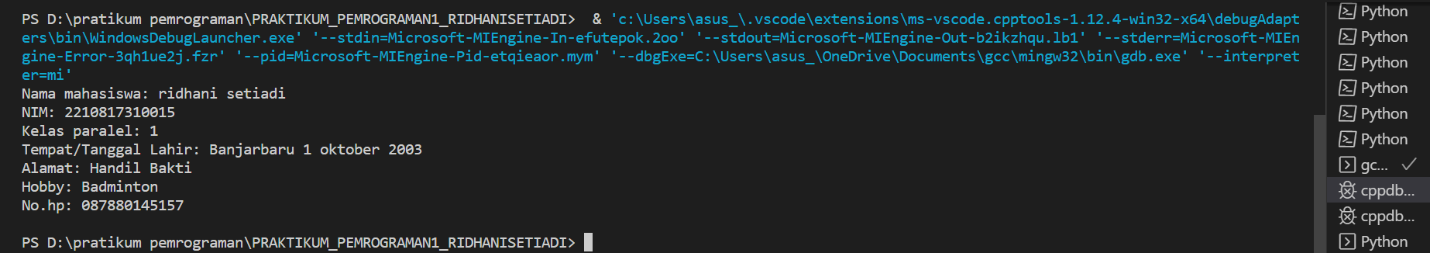 PS D:\pratikum pemrograman\PRAKTIKUM_PEMROGRAMAN1_RIDHANISETIADI>  & 'c:\Users\asus_\.vscode\extensions\ms-vscode.cpptools-1.12.4-win32-x64\debugAdapt
ers\bin\WindowsDebugLauncher.exe' '--stdin=Microsoft-MIEngine-In-efutepok.2oo' '--stdout=Microsoft-MIEngine-Out-b2ikzhqu.lb1' '--stderr=Microsoft-MIEn
gine-Error-3qh1ue2j.fzr' '--pid=Microsoft-MIEngine-Pid-etqieaor.mym' '--dbgExe=C:\Users\asus_\OneDrive\Documents\gcc\mingw32\bin\gdb.exe' '--interpret
er=mi'
Nama mahasiswa: ridhani setiadi
NIM: 2210817310015
Kelas paralel: 1
Tempat/Tanggal Lahir: Banjarbaru 1 oktober 2003
Alamat: Handil Bakti
Hobby: Badminton
No.hp: 087880145157
PS D:\pratikum pemrograman\PRAKTIKUM_PEMROGRAMAN1_RIDHANISETIADI>
Python
Python
Python
Python
Python
Python
gc...
cppdb...
cppdb...
Python